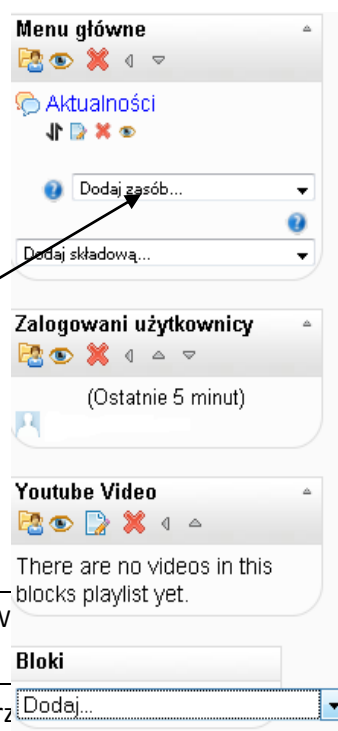 Menu główne
Aktualności
Dodaj zasób...
Dodaj składową...
Zalogowani użytkownicy
(Ostatnie 5 minut)
Youtube Video
There are no videos in this
blocks playlist yet.
Bloki
Dodaj...